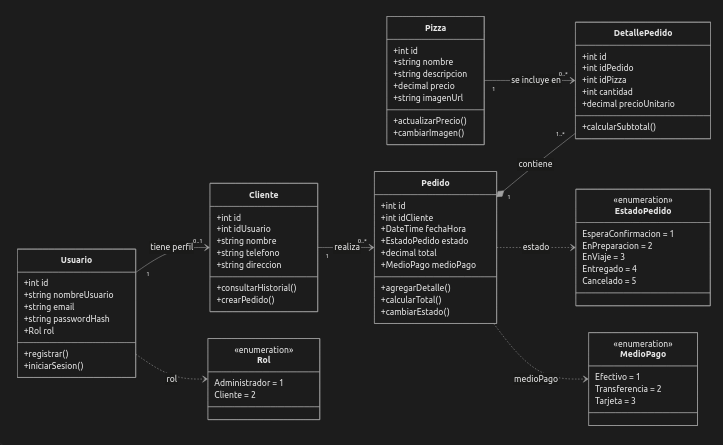 Pizza
+int id
+string nombre
+string descripcion
+decimal precio
+string imagenUrl
+actualizarPrecio()
+cambiarImagen()
1
se incluye en
0..*
DetallePedido
+int id
+int idPedido
+int idPizza
+int cantidad
+decimal precioUnitario
+calcularSubtotal()
1..*
contiene
1
Usuario
+int id
+string nombreUsuario
+string email
+string passwordHash
+Rol rol
+registrar()
+iniciarSesion()
1
tiene perfil
0..1
Cliente
+int id
+int idUsuario
+string nombre
+string telefono
+string direccion
+consultarHistorial()
+crearPedido()
1
realiza
0..*
Pedido
+int id
+int idCliente
+DateTime fechaHora
+EstadoPedido estado
+decimal total
+MedioPago medioPago
+agregarDetalle()
+calcularTotal()
+cambiarEstado()
estado
«enumeration»
EstadoPedido
EsperaConfirmacion = 1
EnPreparacion = 2
EnViaje = 3
Entregado = 4
Cancelado = 5
rol
«enumeration»
Rol
Administrador = 1
Cliente = 2
medioPago
«enumeration»
MedioPago
Efectivo = 1
Transferencia = 2
Tarjeta = 3